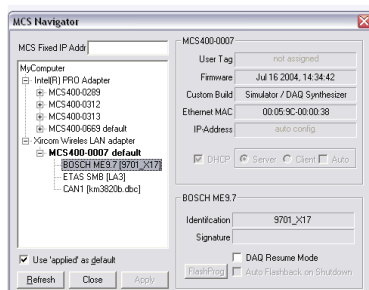 MCS Navigator
MCS Fixed IP Addr
MyComputer
Intel(R) PRO Adapter
MCS400-0289
MCS400-0312
MCS400-0313
MCS400-0669 default
Xircom Wireles LAN adapter
MCS400-0007 default
BOSCH ME9.7 [9701_X17]
ETAS SMB [LA3]
CAN1 [km3820b.dbc]
Use 'applied' as default
Refresh Close Apply
MCS400-0007
User Tag not assigned
Firmware Jul 16 2004, 14:34:42
Custom Build Simulator / DAQ Synthesizer
Ethernet MAC 00:05:9C-00:00:38
IP-Address auto config.
DHCP Server Client Auto
BOSCH ME9.7
Identifcation 9701_X17
Signature
DAQ Resume Mode
FlashProg Auto Flashback on Shutdown